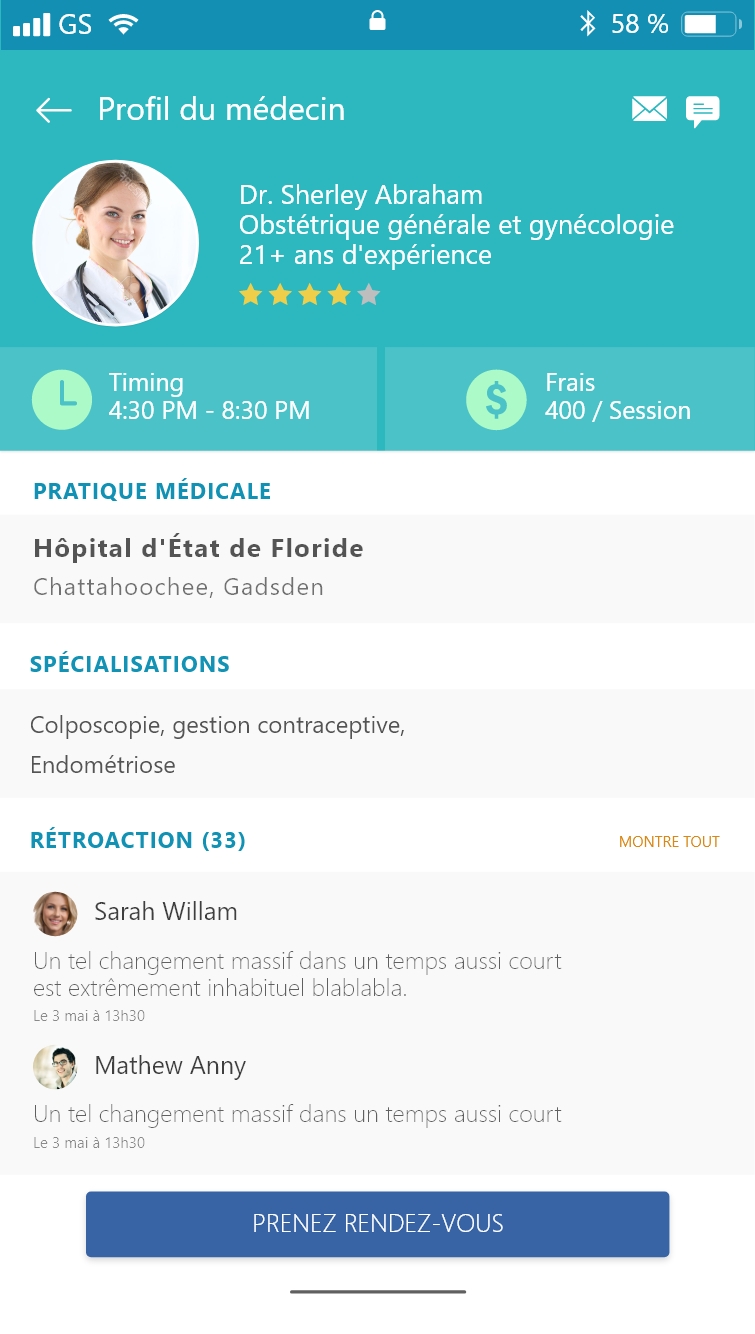 GS
58 %
Profil du médecin
Dr. Sherley Abraham
Obstétrique générale et gynécologie
21+ ans d'expérience
Timing
4:30 PM - 8:30 PM
$
Frais
400 / Session
PRATIQUE MÉDICALE
Hôpital d'État de Floride
Chattahoochee, Gadsden
SPÉCIALISATIONS
Colposcopie, gestion contraceptive,
Endométriose
RÉTROACTION (33)
MONTRE TOUT
Sarah Willam
Un tel changement massif dans un temps aussi court
est extrêmement inhabituel blablabla.
Le 3 mai à 13h30
Mathew Anny
Un tel changement massif dans un temps aussi court
Le 3 mai à 13h30
PRENEZ RENDEZ-VOUS